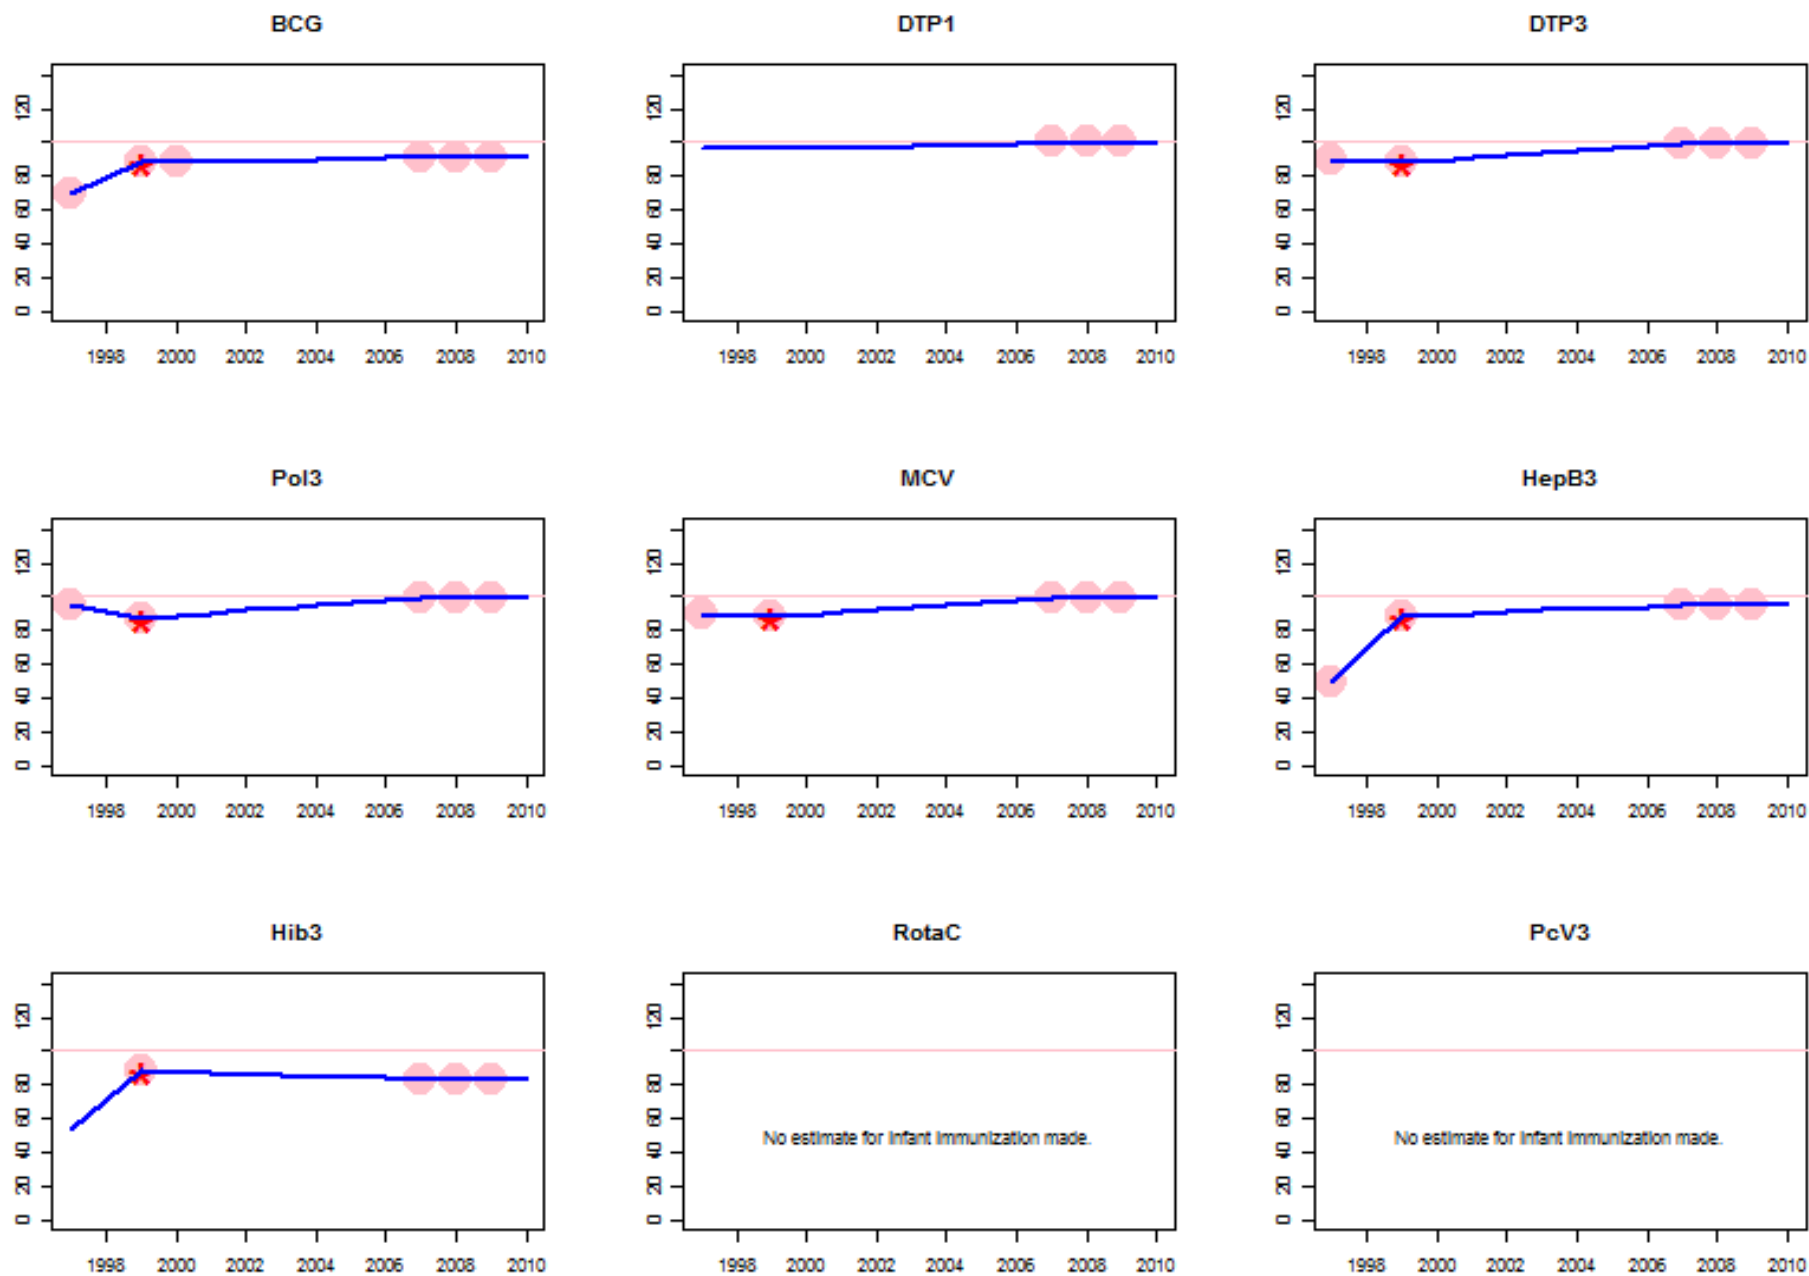 BCG DTP1 DTP3
120 120 120
80 80 80
60 60 60
40 40 40
20 20 20
0 0 0
1998 2000 2002 2004 2006 2008 2010 1998 2000 2002 2004 2006 2008 2010 1998 2000 2002 2004 2006 2008 2010
Pol3 MCV HepB3
120 120 120
80 80 80
60 60 60
40 40 40
20 20 20
0 0 0
1998 2000 2002 2004 2006 2008 2010 1998 2000 2002 2004 2006 2008 2010 1998 2000 2002 2004 2006 2008 2010
Hib3 RotaC PcV3
120 120 120
80 80 80
60 60 60
No estimate for infant immunization made. No estimate for infant immunization made.
40 40 40
20 20 20
0 0 0
1998 2000 2002 2004 2006 2008 2010 1998 2000 2002 2004 2006 2008 2010 1998 2000 2002 2004 2006 2008 2010